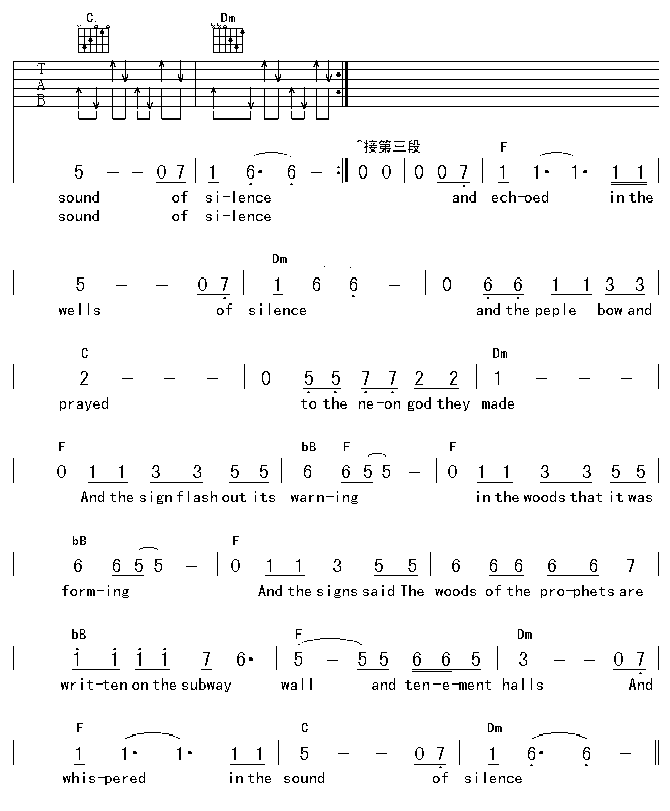 C Dm
T
A
B
^接第三段 F
5 - - 0 7 | 1 6· 6 - :| 0 0 | 0 0 0 7 | 1 1· 1· 1 1
sound of si-lence and ech-oed in the
sound of si-lence
Dm
5 - - 0 7 | 1 6 6 - | 0 6 6 1 1 3 3
wells of silence and the peple bow and
C Dm
2 - - - | 0 5 5 7 7 2 2 | 1 - - -
prayed to the ne-on god they made
F bB F F
0 1 1 3 3 5 5 | 6 6 5 5 - | 0 1 1 3 3 5 5
And the sign flash out its warn-ing in the woods that it was
bB F
6 6 5 5 - | 0 1 1 3 5 5 | 6 6 6 6 6 7
form-ing And the signs said The woods of the pro-phets are
bB F Dm
1 1 1 1 7 6· | 5 - 5 5 6 6 5 | 3 - - 0 7
writ-ten on the subway wall and ten-e-ment halls And
F C Dm
1 1· 1· 1 1 | 5 - - 0 7 | 1 6· 6 - ||
whis-pered in the sound of silence